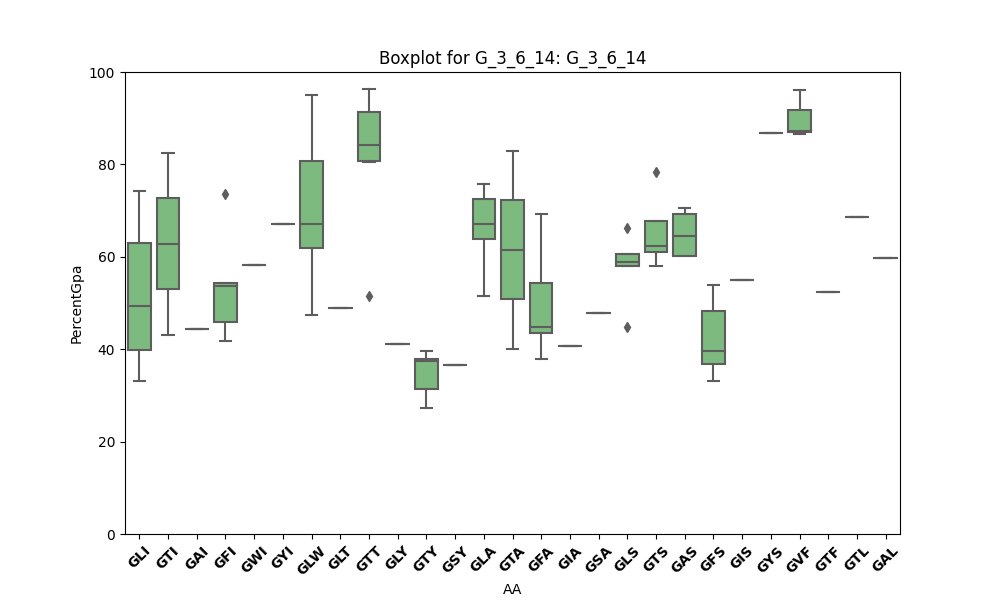 Boxplot for G_3_6_14: G_3_6_14
100
80
60
40
20
0
PercentGpa
GLI GTI GAI GFI GWI GYI GLW GLT GTT GLY GTY GSY GLA GTA GFA GIA GSA GLS GTS GAS GFS GIS GYS GVF GTF GTL GAL
AA